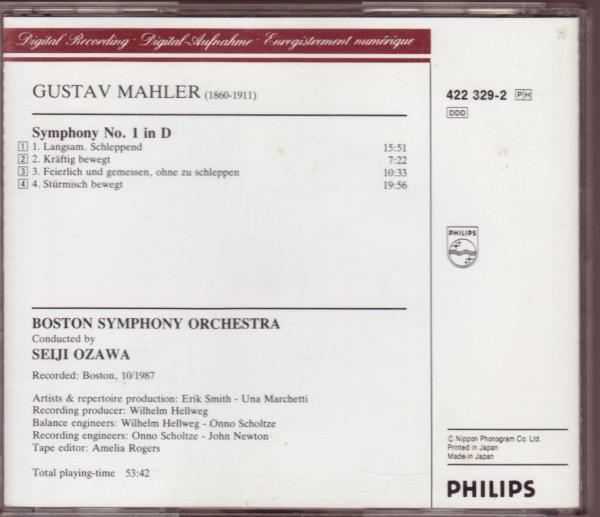 Digital Recording · Digital-Aufnahme · Enregistrement numérique
GUSTAV MAHLER (1860-1911)
Symphony No. 1 in D
1 1. Langsam. Schleppend 15:51
2 2. Kräftig bewegt 7:22
3 3. Feierlich und gemessen, ohne zu schleppen 10:33
4 4. Stürmisch bewegt 19:56
BOSTON SYMPHONY ORCHESTRA
Conducted by
SEIJI OZAWA
Recorded: Boston, 10/1987
Artists & repertoire production: Erik Smith - Una Marchetti
Recording producer: Wilhelm Hellweg
Balance engineers: Wilhelm Hellweg - Onno Scholtze
Recording engineers: Onno Scholtze - John Newton
Tape editor: Amelia Rogers
Total playing-time 53:42
422 329-2 PH
DDD
PHILIPS
© Nippon Phonogram Co. Ltd.
Printed in Japan
Made in Japan
PHILIPS